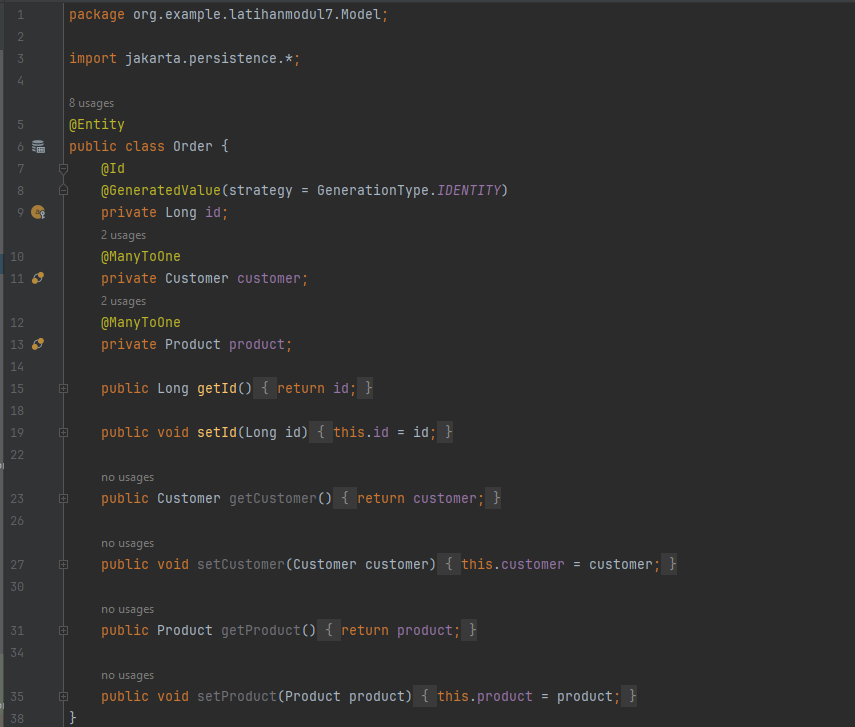 1 package org.example.latihanmodul7.Model;
2
3 import jakarta.persistence.*;
4
8 usages
5 @Entity
6 public class Order {
7 @Id
8 @GeneratedValue(strategy = GenerationType.IDENTITY)
9 private Long id;
2 usages
10 @ManyToOne
11 private Customer customer;
2 usages
12 @ManyToOne
13 private Product product;
14
15 public Long getId() { return id; }
18
19 public void setId(Long id) { this.id = id; }
22
no usages
23 public Customer getCustomer() { return customer; }
26
no usages
27 public void setCustomer(Customer customer) { this.customer = customer; }
30
no usages
31 public Product getProduct() { return product; }
34
no usages
35 public void setProduct(Product product) { this.product = product; }
38 }